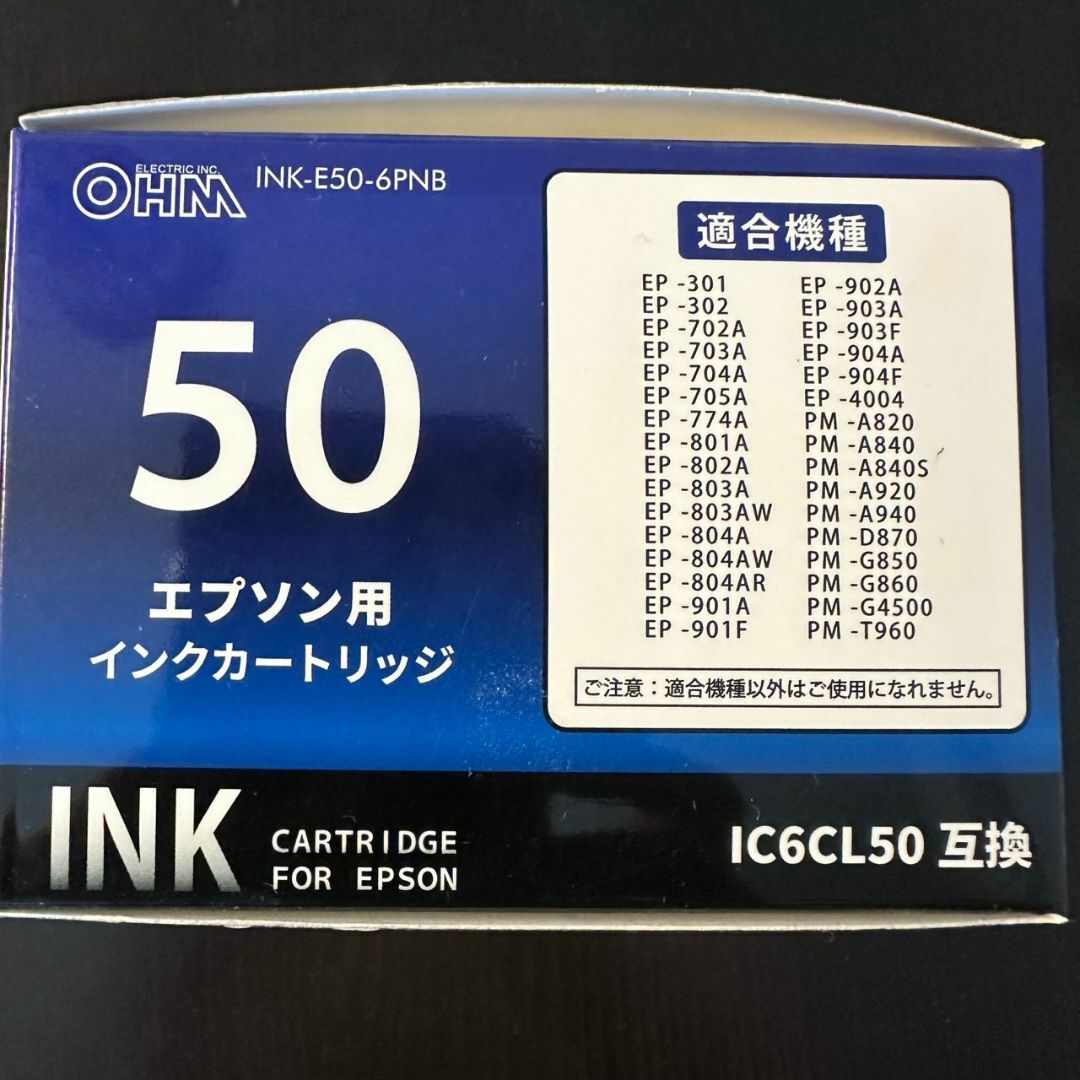 ELECTRIC INC.
OHM
INK-E50-6PNB
50
エプソン用
インクカートリッジ
適合機種
EP -301
EP -302
EP -702A
EP -703A
EP -704A
EP -705A
EP -774A
EP -801A
EP -802A
EP -803A
EP -803AW
EP -804A
EP -804AW
EP -804AR
EP -901A
EP -901F
EP -902A
EP -903A
EP -903F
EP -904A
EP -904F
EP -4004
PM -A820
PM -A840
PM -A840S
PM -A920
PM -A940
PM -D870
PM -G850
PM -G860
PM -G4500
PM -T960
ご注意：適合機種以外はご使用になれません。
INK
CARTRIDGE
FOR EPSON
IC6CL50 互換